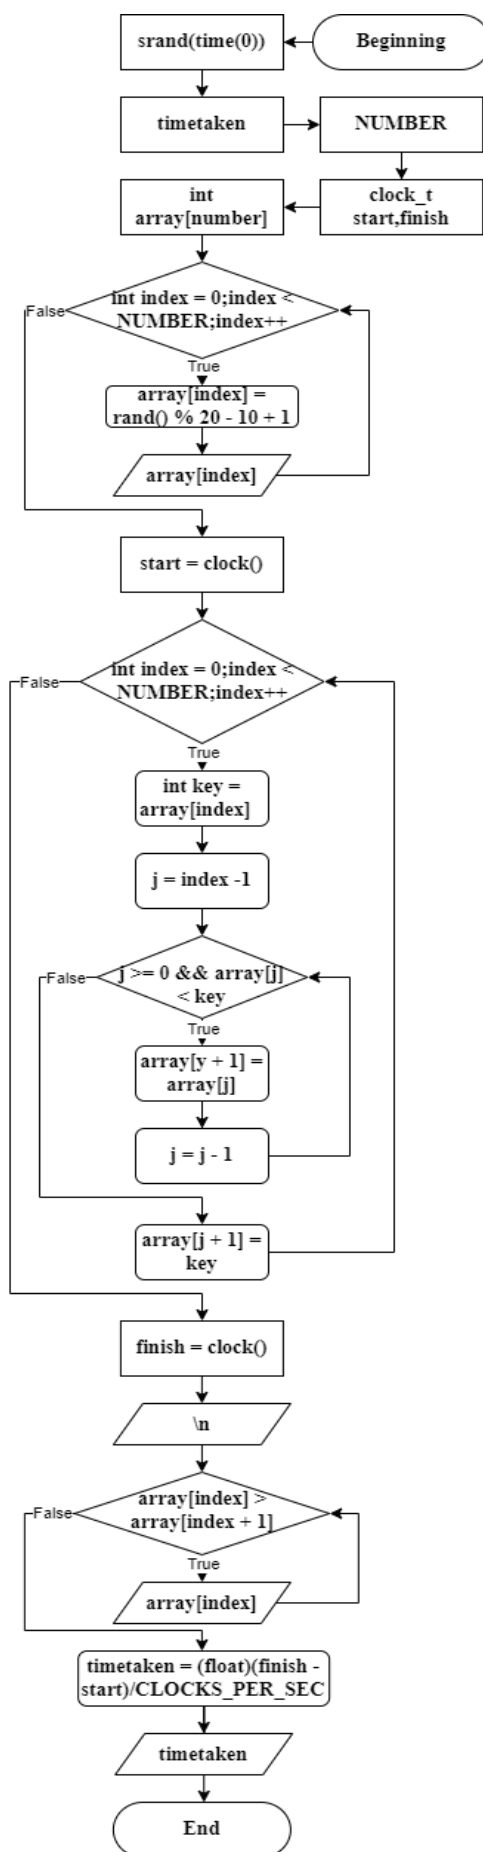 srand(time(0))
Beginning
timetaken
NUMBER
int
array[number]
clock_t
start,finish
int index = 0;index <
NUMBER;index++
False
True
array[index] =
rand() % 20 - 10 + 1
array[index]
start = clock()
int index = 0;index <
NUMBER;index++
False
True
int key =
array[index]
j = index -1
j >= 0 && array[j]
< key
False
True
array[y + 1] =
array[j]
j = j - 1
array[j + 1] =
key
finish = clock()
\n
array[index] >
array[index + 1]
False
True
array[index]
timetaken = (float)(finish -
start)/CLOCKS_PER_SEC
timetaken
End